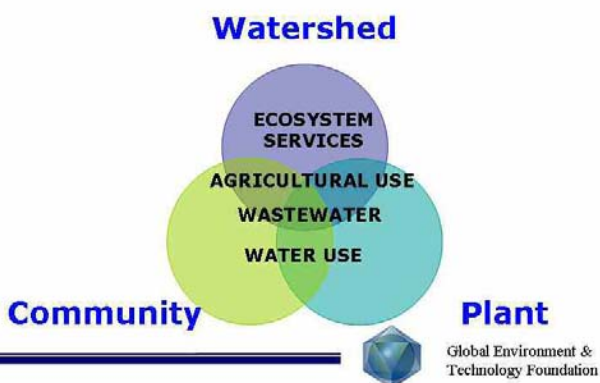 Watershed
ECOSYSTEM
SERVICES
AGRICULTURAL USE
WASTEWATER
WATER USE
Community
Plant
Global Environment &
Technology Foundation